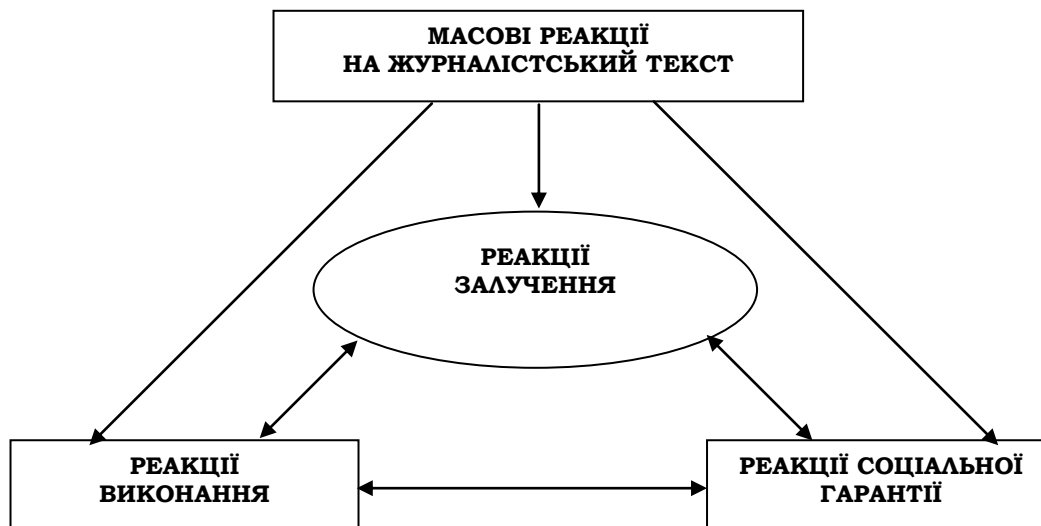 МАСОВІ РЕАКЦІЇ
НА ЖУРНАЛІСТСЬКИЙ ТЕКСТ
РЕАКЦІЇ
ЗАЛУЧЕННЯ
РЕАКЦІЇ
ВИКОНАННЯ
РЕАКЦІЇ СОЦІАЛЬНОЇ
ГАРАНТІЇ